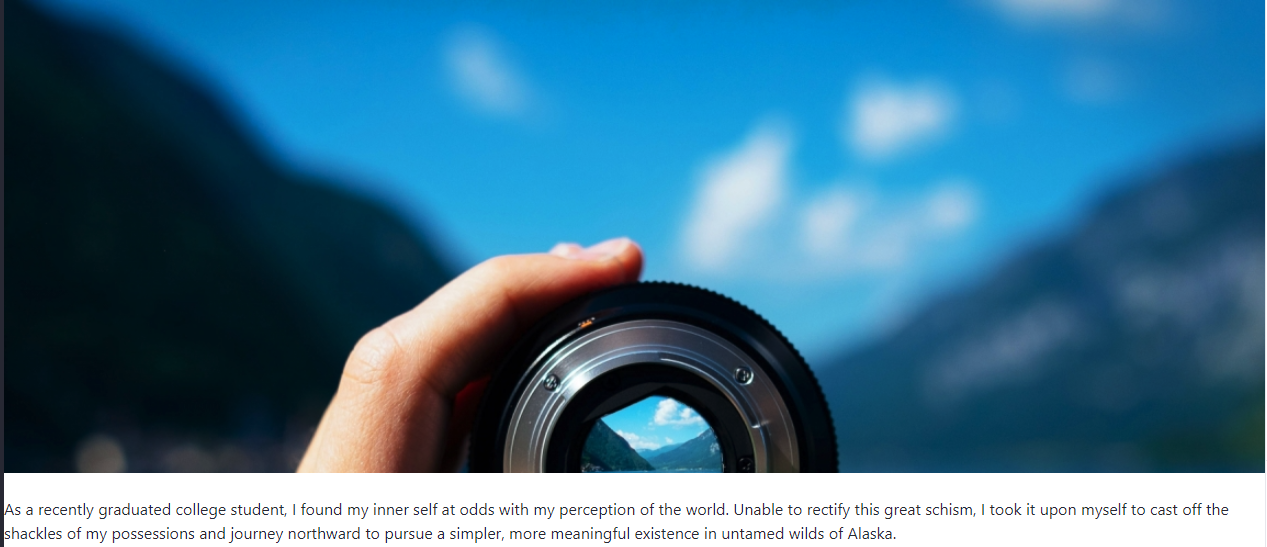 As a recently graduated college student, I found my inner self at odds with my perception of the world. Unable to rectify this great schism, I took it upon myself to cast off the
shackles of my possessions and journey northward to pursue a simpler, more meaningful existence in untamed wilds of Alaska.